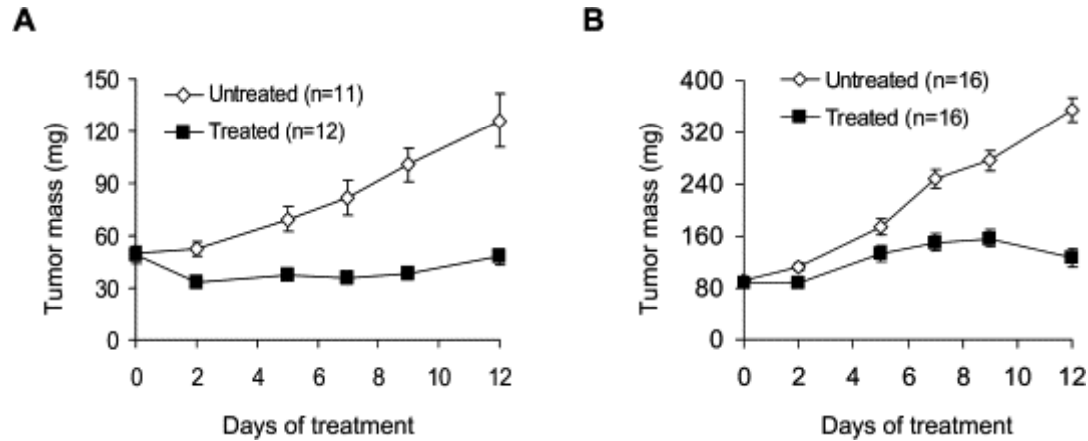 A
Tumor mass (mg)
150
120
90
60
30
0
Untreated (n=11)
Treated (n=12)
0 2 4 6 8 10 12
Days of treatment
B
Tumor mass (mg)
400
320
240
160
80
0
Untreated (n=16)
Treated (n=16)
0 2 4 6 8 10 12
Days of treatment